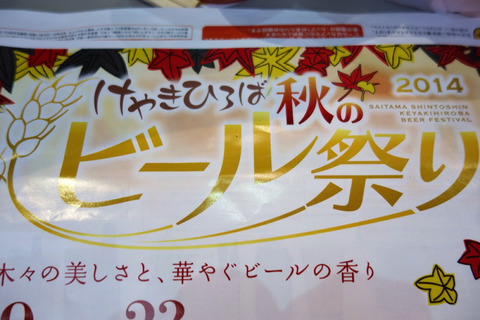 けやきひろば 秋の 2014
SAITAMA SHINTOSHIN
KEYAKIHIROBA
BEER FESTIVAL
ビール祭り
木々の美しさと、華やぐビールの香り